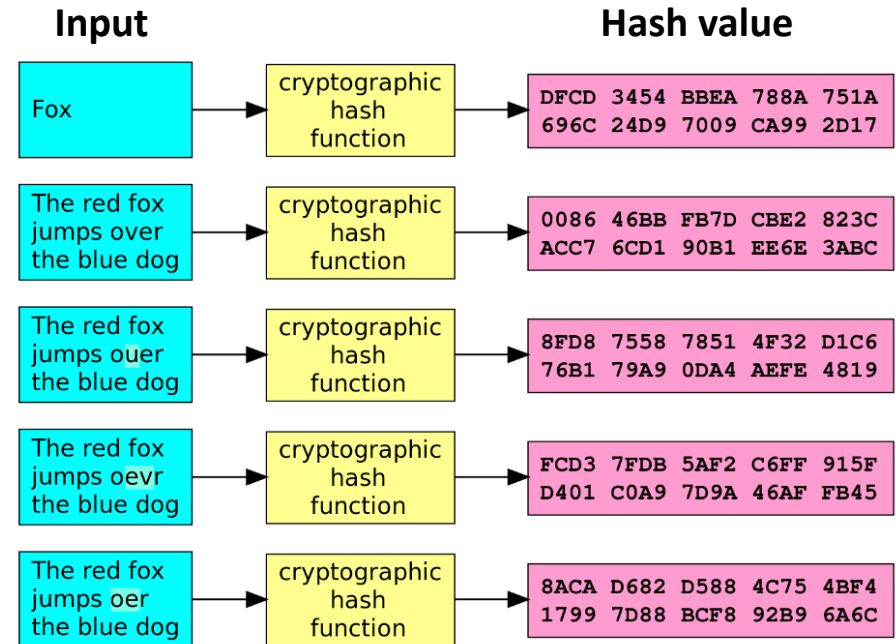 Input
Hash value
Fox
cryptographic
hash
function
DFCD 3454 BBEA 788A 751A
696C 24D9 7009 CA99 2D17
The red fox
jumps over
the blue dog
cryptographic
hash
function
0086 46BB FB7D CBE2 823C
ACC7 6CD1 90B1 EE6E 3ABC
The red fox
jumps ouer
the blue dog
cryptographic
hash
function
8FD8 7558 7851 4F32 D1C6
76B1 79A9 0DA4 AEFE 4819
The red fox
jumps oevr
the blue dog
cryptographic
hash
function
FCD3 7FDB 5AF2 C6FF 915F
D401 C0A9 7D9A 46AF FB45
The red fox
jumps oer
the blue dog
cryptographic
hash
function
8ACA D682 D588 4C75 4BF4
1799 7D88 BCF8 92B9 6A6C